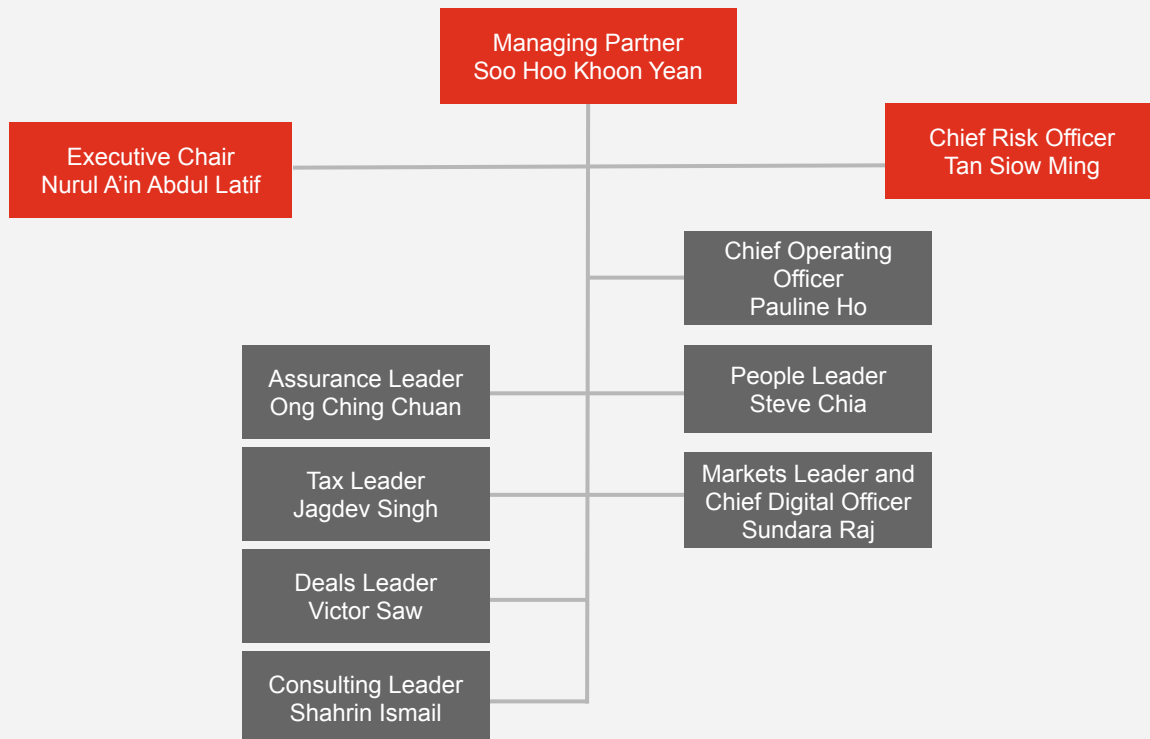 Managing Partner
Soo Hoo Khoon Yean
Executive Chair
Nurul A'in Abdul Latif
Chief Risk Officer
Tan Siow Ming
Chief Operating
Officer
Pauline Ho
Assurance Leader
Ong Ching Chuan
People Leader
Steve Chia
Tax Leader
Jagdev Singh
Markets Leader and
Chief Digital Officer
Sundara Raj
Deals Leader
Victor Saw
Consulting Leader
Shahrin Ismail